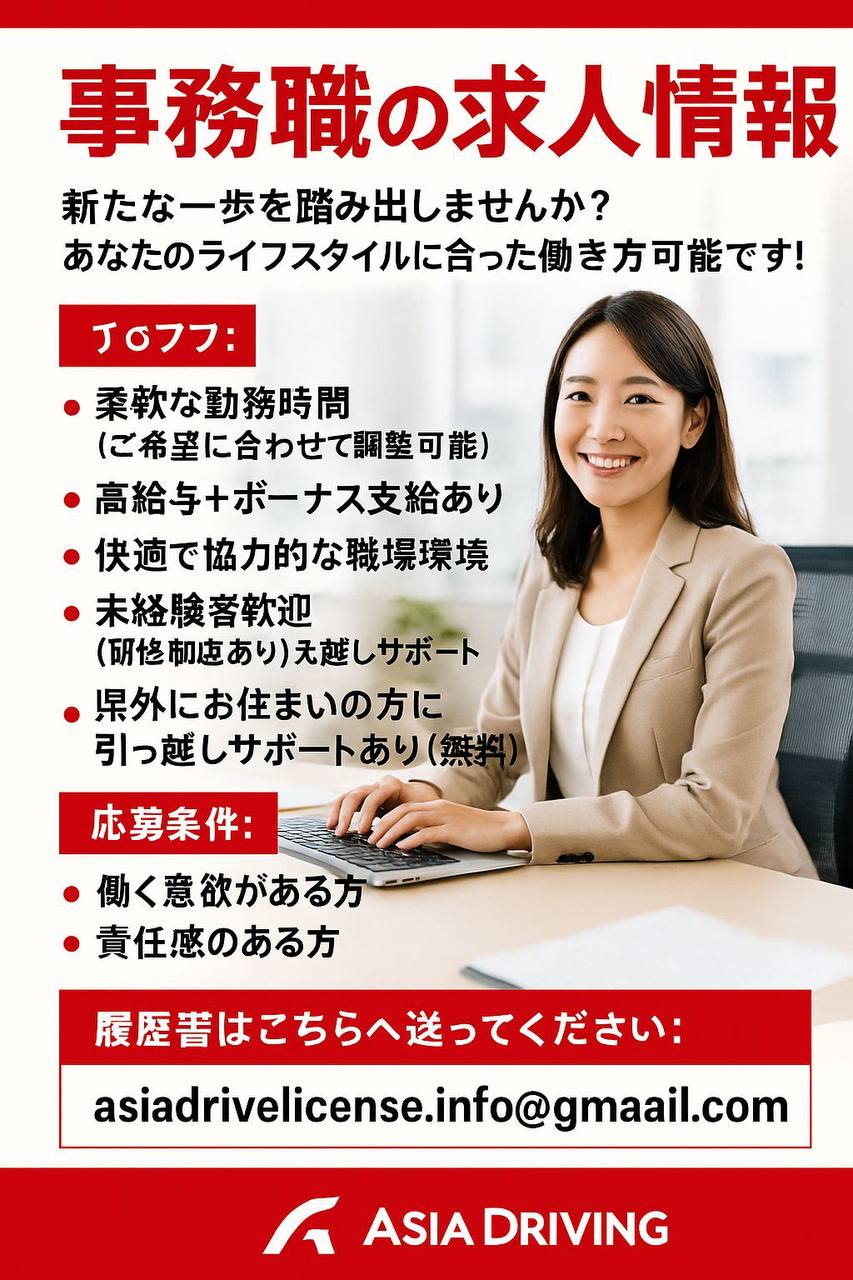 事務職の求人情報
新たな一歩を踏み出しませんか?
あなたのライフスタイルに合った働き方可能です!
柔軟な勤務時間
(ご希望に合わせて調整可能)
高給与+ボーナス支給あり
快適で協力的な職場環境
未経験者歓迎
(研修制度あり)え越しサポート
県外にお住まいの方に
引っ越しサポートあり(無料)
応募条件:
働く意欲がある方
責任感のある方
履歴書はこちらへ送ってください:
asiadrivelicense.info@gmaail.com
ASIA DRIVING